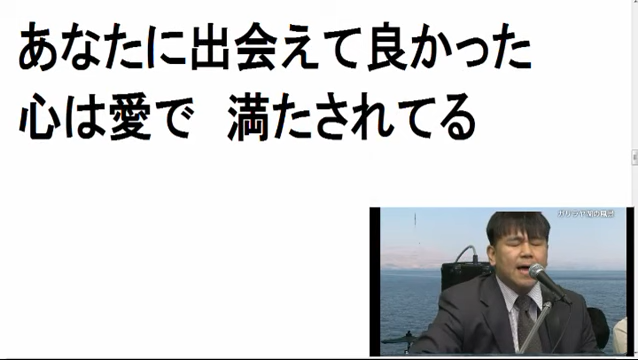 あなたに出会えて良かった
心は愛で　満たされてる